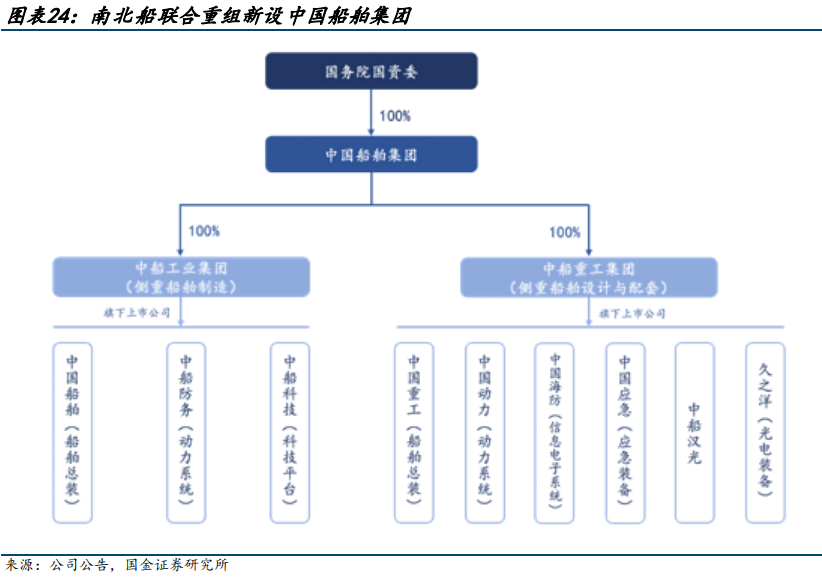 图表24：南北船联合重组新设中国船舶集团
国务院国资委
100%
中国船舶集团
100%
100%
中船工业集团
（侧重船舶制造）
中船重工集团
（侧重船舶设计与配套）
旗下上市公司
旗下上市公司
中国船舶（船舶总装）
中船防务（动力系统）
中船科技（科技平台）
中国重工（船舶总装）
中国动力（动力系统）
中国海防（信息电子系统）
中国应急（应急装备）
中船汉光
久之洋（光电装备）
来源：公司公告，国金证券研究所